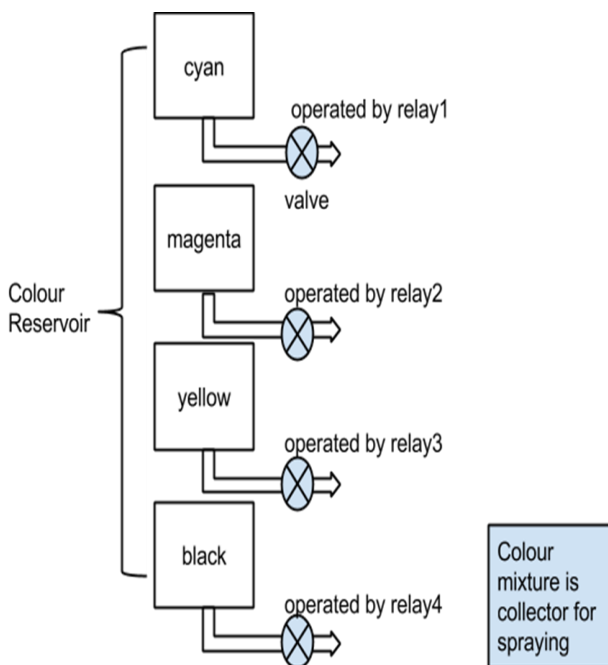 cyan
operated by relay1
valve
magenta
operated by relay2
Colour
Reservoir
yellow
operated by relay3
black
operated by relay4
Colour
mixture is
collector for
spraying